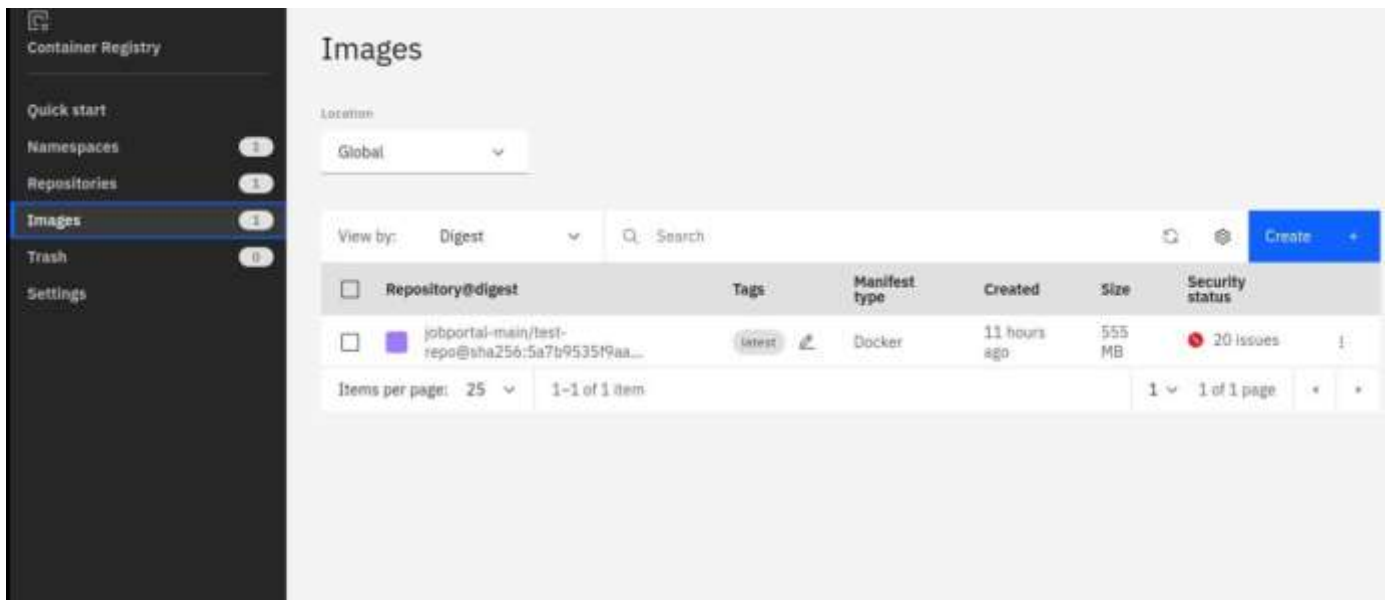 Container Registry
Quick start
Namespaces 1
Repositories 1
Images 1
Trash 0
Settings
Images
Location
Global
View by: Digest Search Create +
Repository@digest Tags Manifest type Created Size Security status
jobportal-main/test-
repo@sha256:5a7b9535f9aa... latest Docker 11 hours ago 555 MB 20 issues
Items per page: 25 1–1 of 1 item 1 1 of 1 page